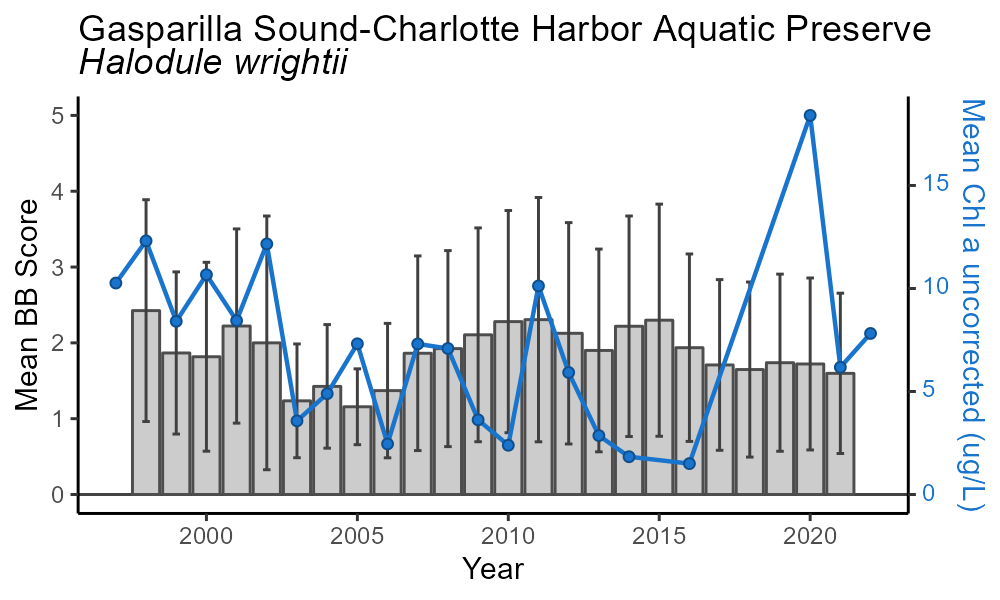 Gasparilla Sound-Charlotte Harbor Aquatic Preserve
Halodule wrightii
Mean BB Score
5
4
3
2
1
0
Mean Chl a uncorrected (ug/L)
15
10
5
0
2000 2005 2010 2015 2020
Year